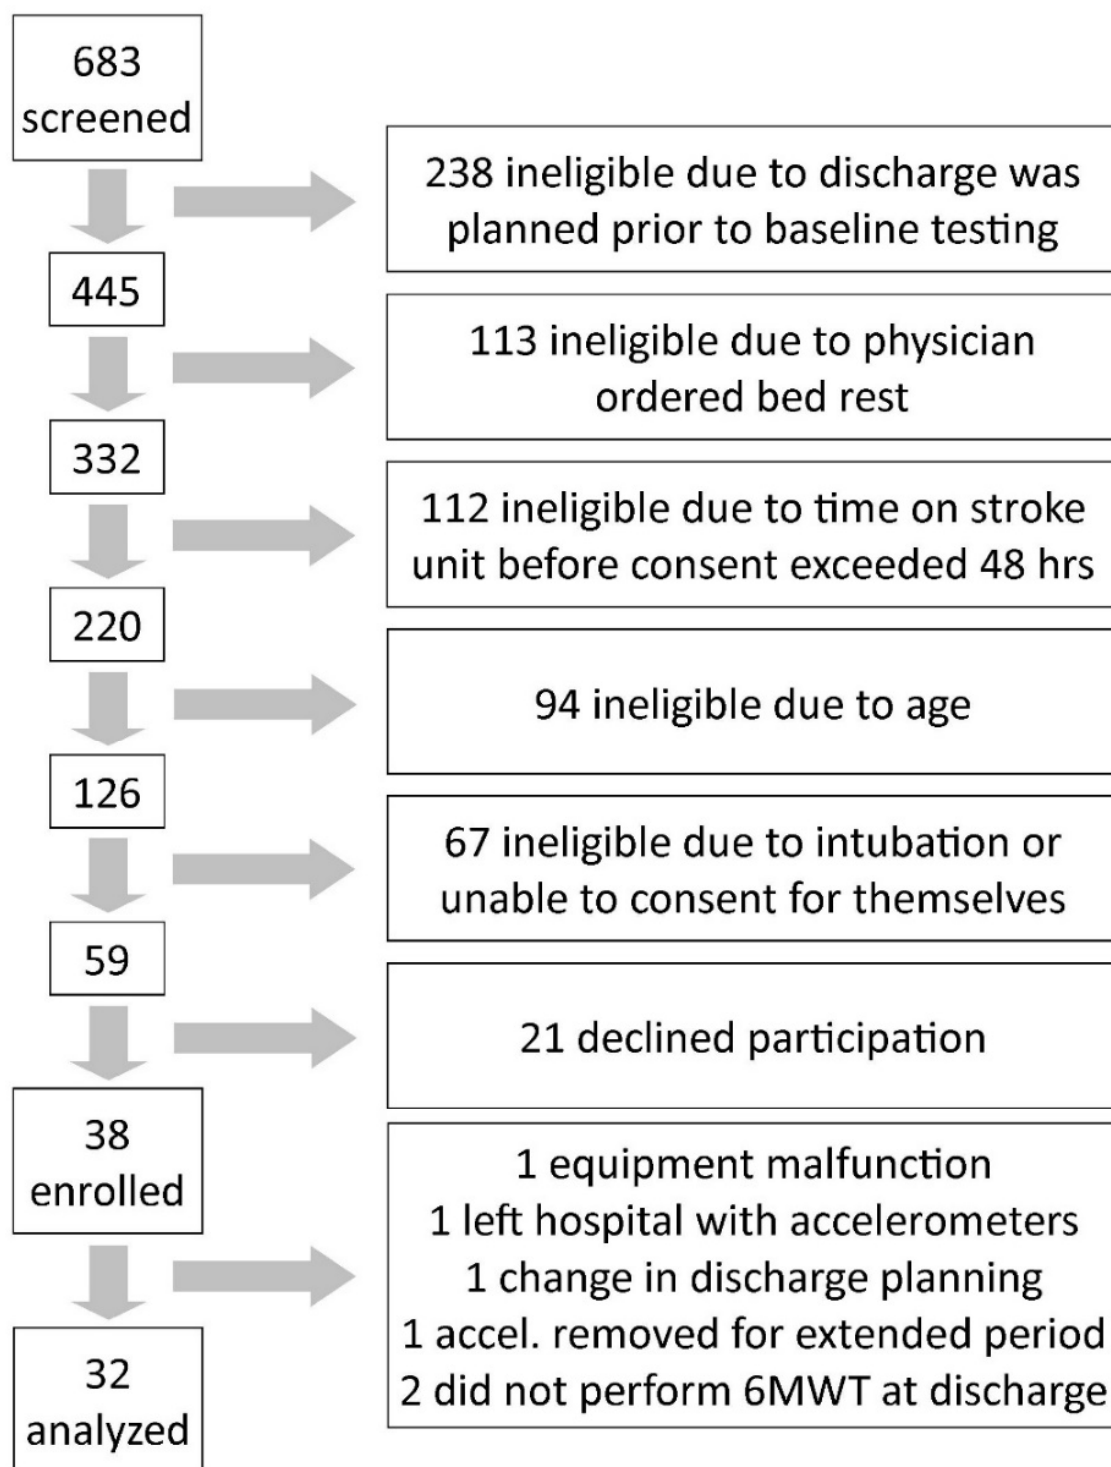 683
screened
238 ineligible due to discharge was
planned prior to baseline testing
445
113 ineligible due to physician
ordered bed rest
332
112 ineligible due to time on stroke
unit before consent exceeded 48 hrs
220
94 ineligible due to age
126
67 ineligible due to intubation or
unable to consent for themselves
59
21 declined participation
38
enrolled
1 equipment malfunction
1 left hospital with accelerometers
1 change in discharge planning
1 accel. removed for extended period
2 did not perform 6MWT at discharge
32
analyzed